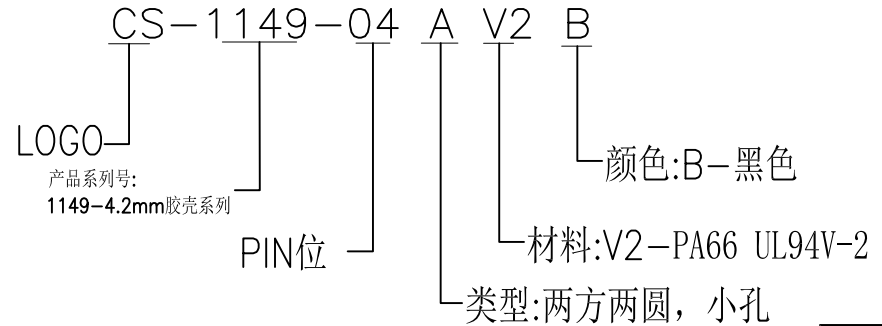 CS-1149-04 A V2 B
LOGO
颜色:B-黑色
产品系列号:
1149-4.2mm胶壳系列
PIN位
材料:V2-PA66 UL94V-2
类型:两方两圆，小孔